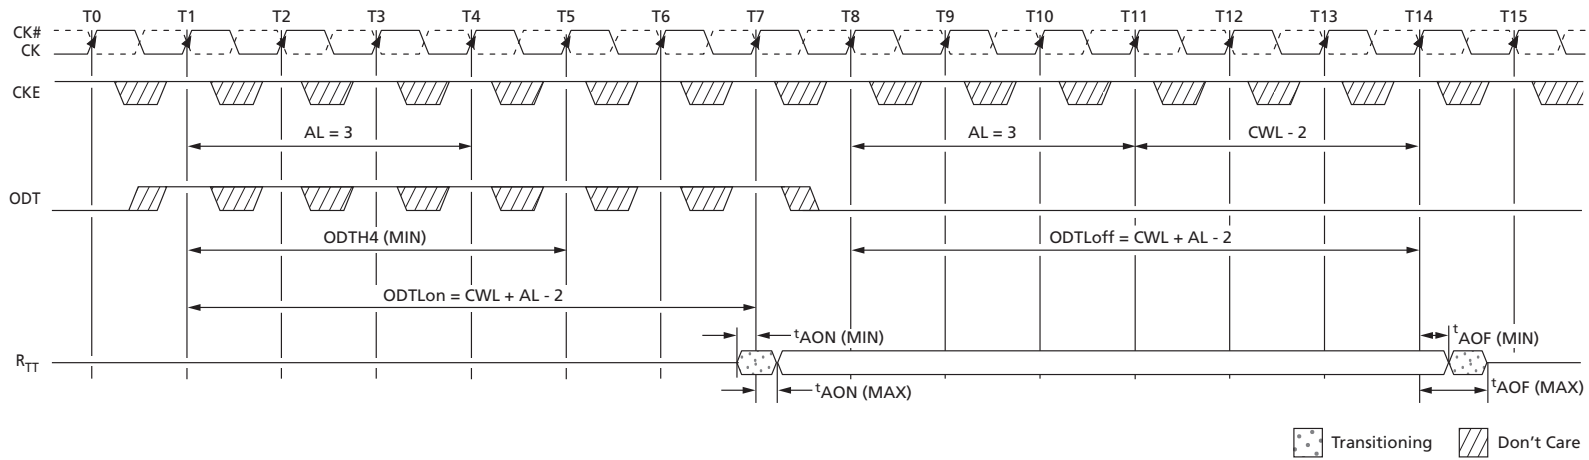 T0 T1 T2 T3 T4 T5 T6 T7 T8 T9 T10 T11 T12 T13 T14 T15
CK#
CK
CKE
AL = 3
AL = 3
CWL - 2
ODT
ODTH4 (MIN)
ODTLoff = CWL + AL - 2
ODTLon = CWL + AL - 2
tAON (MIN)
tAOF (MIN)
RTT
tAON (MAX)
tAOF (MAX)
Transitioning
Don't Care